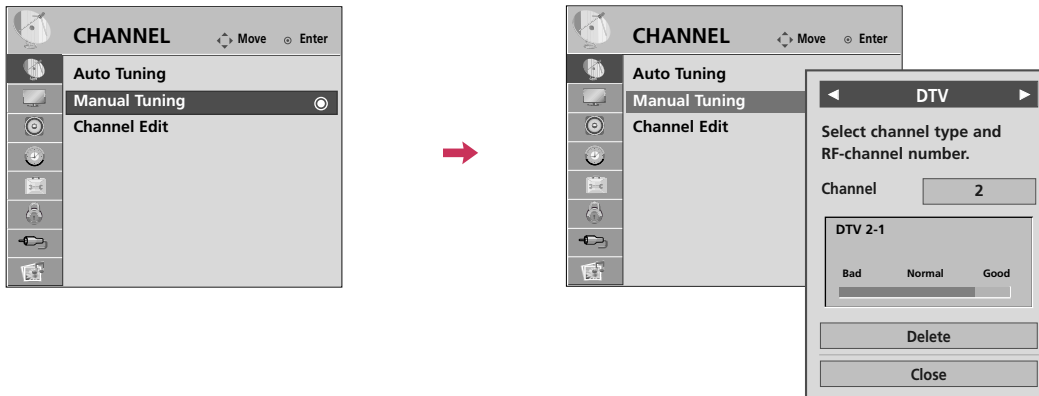 CHANNEL Move Enter
Auto Tuning
Manual Tuning
Channel Edit
CHANNEL Move Enter
Auto Tuning
Manual Tuning
Channel Edit
◄ DTV ►
Select channel type and
RF-channel number.
Channel 2
DTV 2-1
Bad Normal Good
Delete
Close